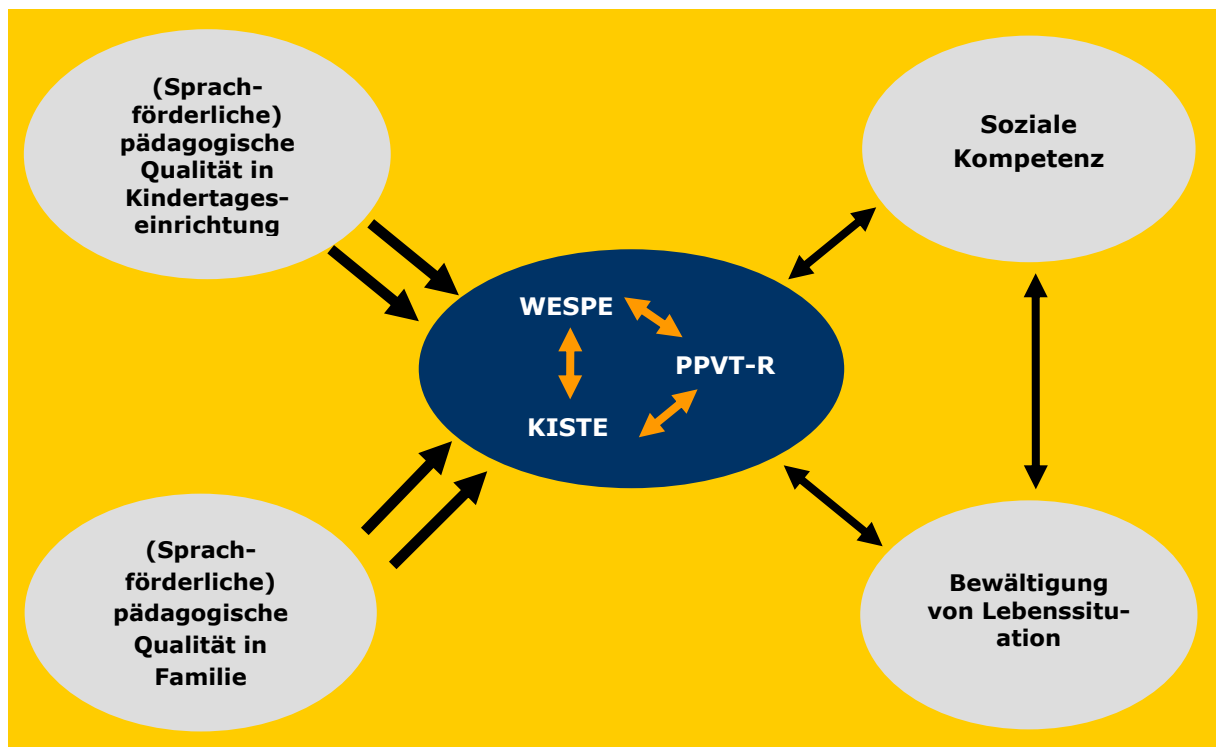 (Sprach-
förderliche)
pädagogische
Qualität in
Kindertages-
einrichtung
Soziale
Kompetenz
WESPE
PPVT-R
KISTE
(Sprach-
förderliche)
pädagogische
Qualität in
Familie
Bewältigung
von Lebenssitu-
ation